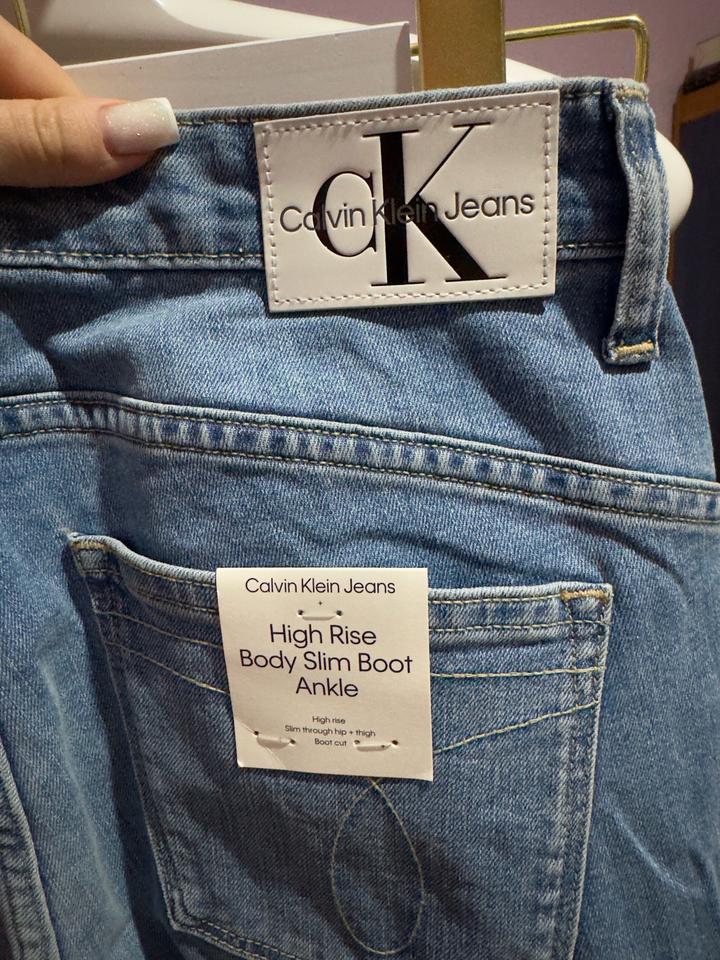 CK
Calvin Klein Jeans
Calvin Klein Jeans
High Rise
Body Slim Boot
Ankle
High rise
Slim through hip + thigh
Boot cut